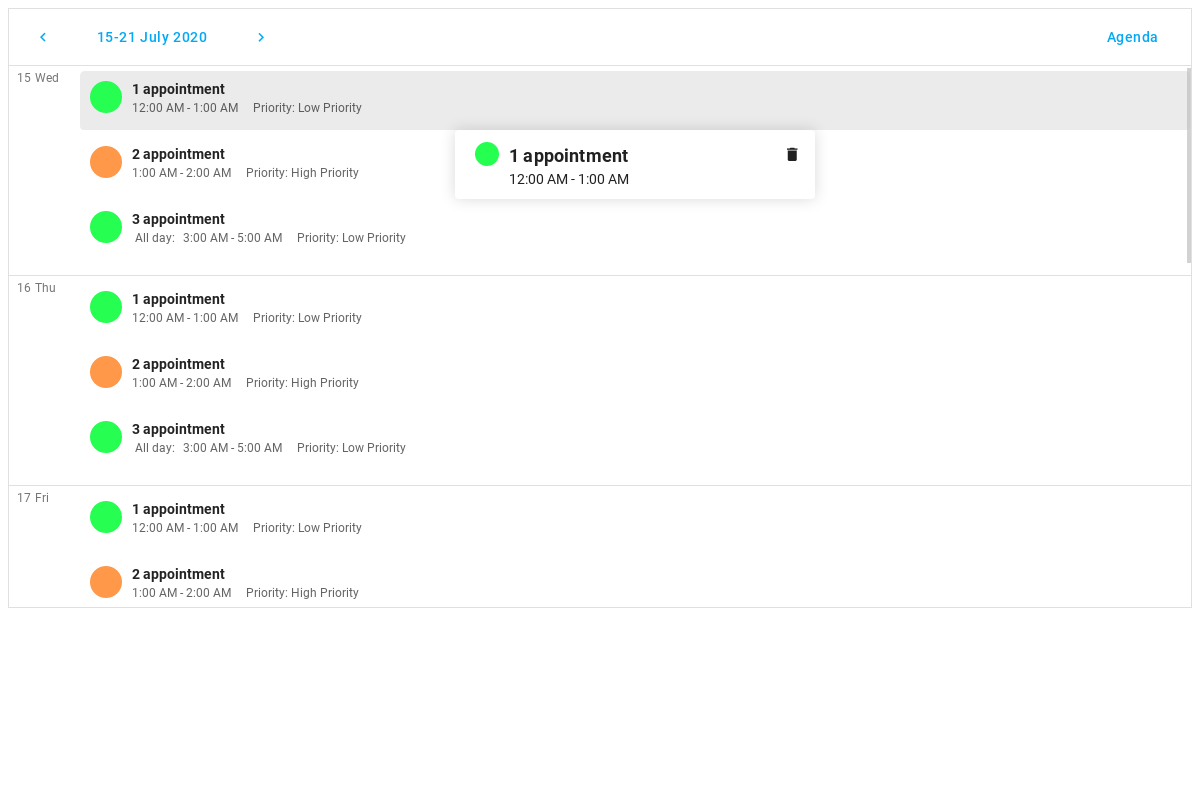 15-21 July 2020
Agenda
15 Wed
1 appointment
12:00 AM - 1:00 AM Priority: Low Priority
2 appointment
1:00 AM - 2:00 AM Priority: High Priority
1 appointment
12:00 AM - 1:00 AM
3 appointment
All day: 3:00 AM - 5:00 AM Priority: Low Priority
16 Thu
1 appointment
12:00 AM - 1:00 AM Priority: Low Priority
2 appointment
1:00 AM - 2:00 AM Priority: High Priority
3 appointment
All day: 3:00 AM - 5:00 AM Priority: Low Priority
17 Fri
1 appointment
12:00 AM - 1:00 AM Priority: Low Priority
2 appointment
1:00 AM - 2:00 AM Priority: High Priority